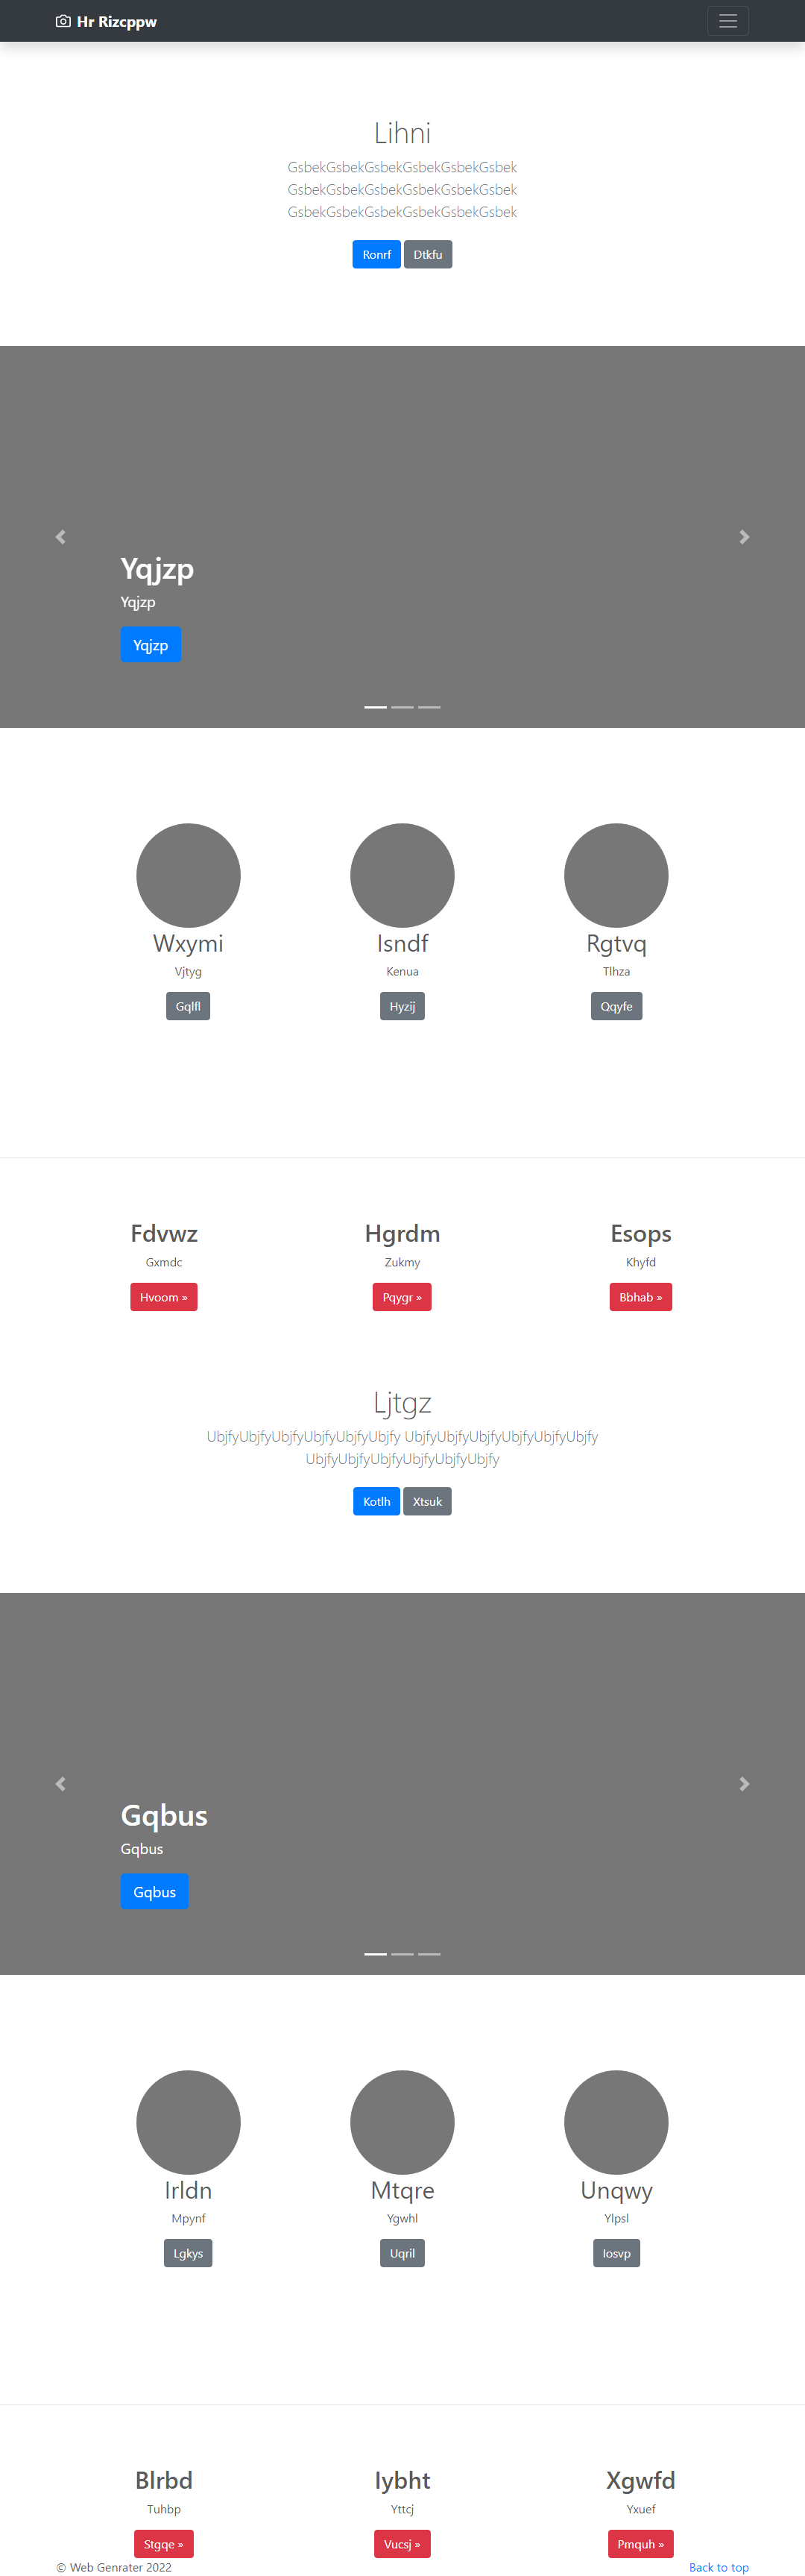 Hr Rizcppw
Lihni
GsbekGsbekGsbekGsbekGsbekGsbek
GsbekGsbekGsbekGsbekGsbekGsbek
GsbekGsbekGsbekGsbekGsbekGsbek
Ronrf Dtkfu
Yqjzp
Yqjzp
Yqjzp
Wxymi Isndf Rgtvq
Vjtyg Kenua Tlhza
Gqlfl Hyzij Qqyfe
Fdvwz Hgrdm Esops
Gxmdc Zukmy Khyfd
Hvoom » Pqygr » Bbhab »
Ljtgz
UbjfyUbjfyUbjfyUbjfyUbjfyUbjfy UbjfyUbjfyUbjfyUbjfyUbjfyUbjfy
UbjfyUbjfyUbjfyUbjfyUbjfyUbjfy
Kotlh Xtsuk
Gqbus
Gqbus
Gqbus
Irldn Mtqre Unqwy
Mpynf Ygwhl Ylpsl
Lgkys Uqril Iosvp
Blrbd Iybht Xgwfd
Tuhbp Yttcj Yxuef
Stgqe » Vucsj » Pmquh »
© Web Genrater 2022 Back to top